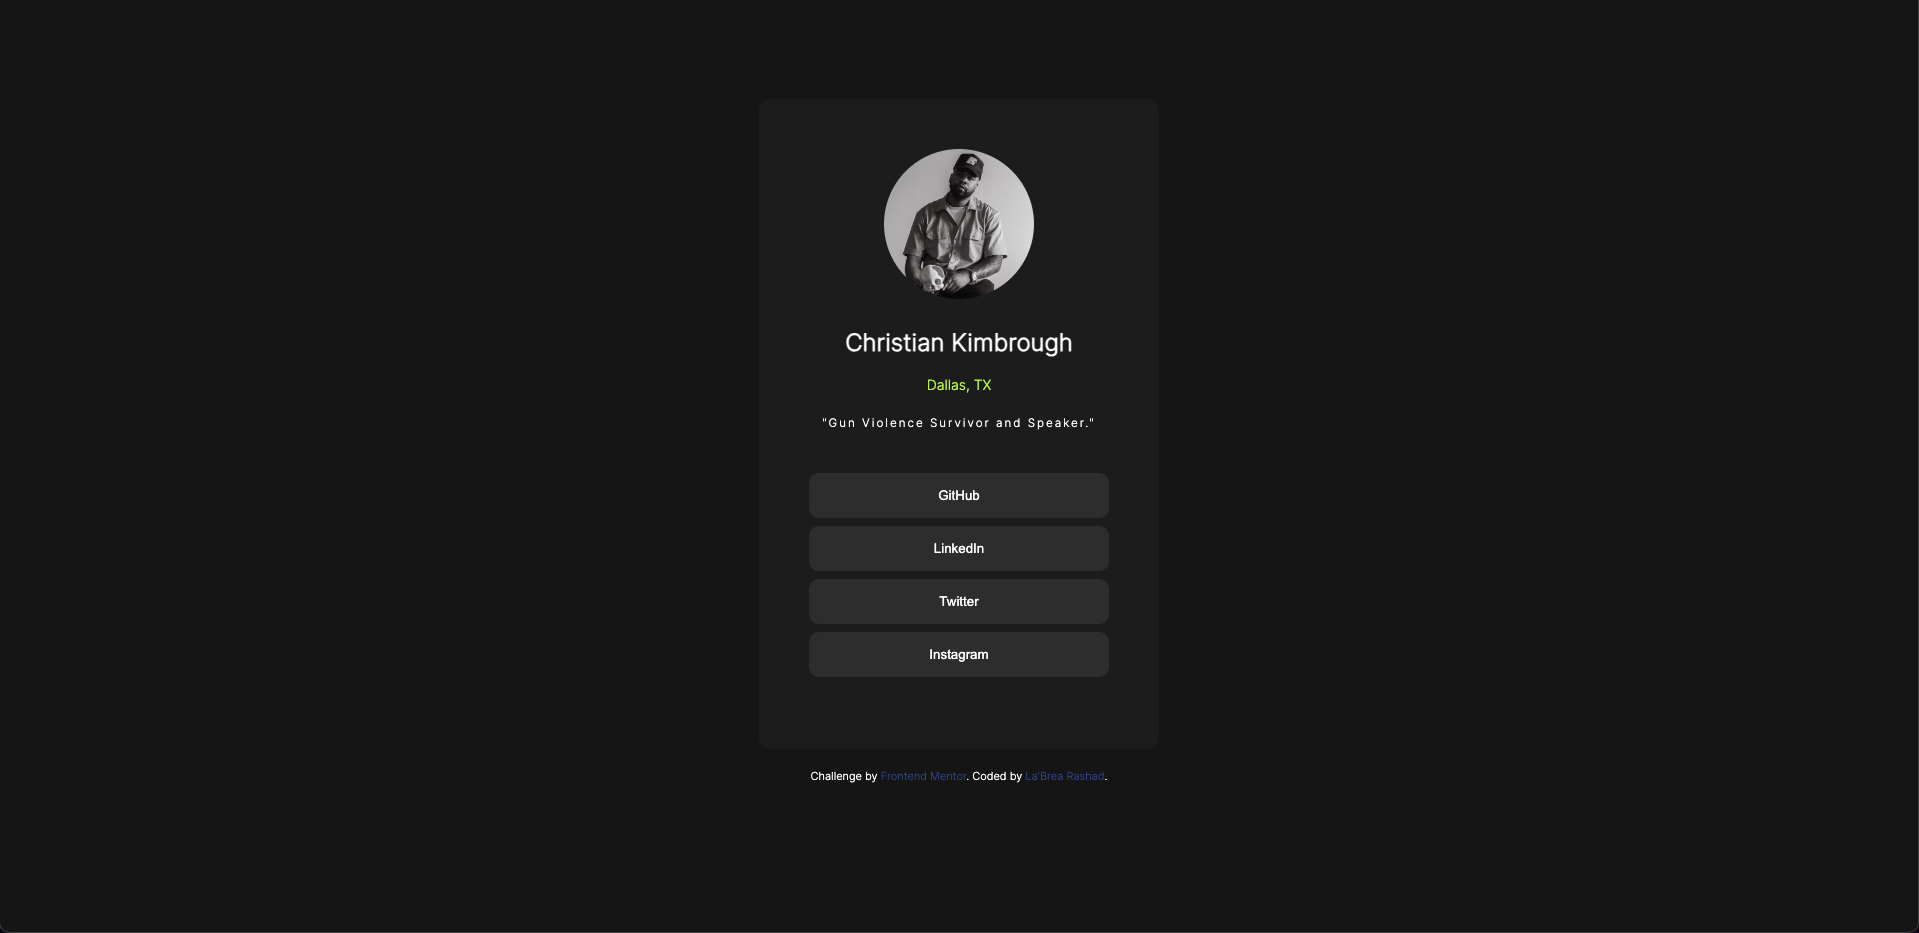 Christian Kimbrough
Dallas, TX
"Gun Violence Survivor and Speaker."
GitHub
LinkedIn
Twitter
Instagram
Challenge by Frontend Mentor. Coded by La'Brea Rashad.